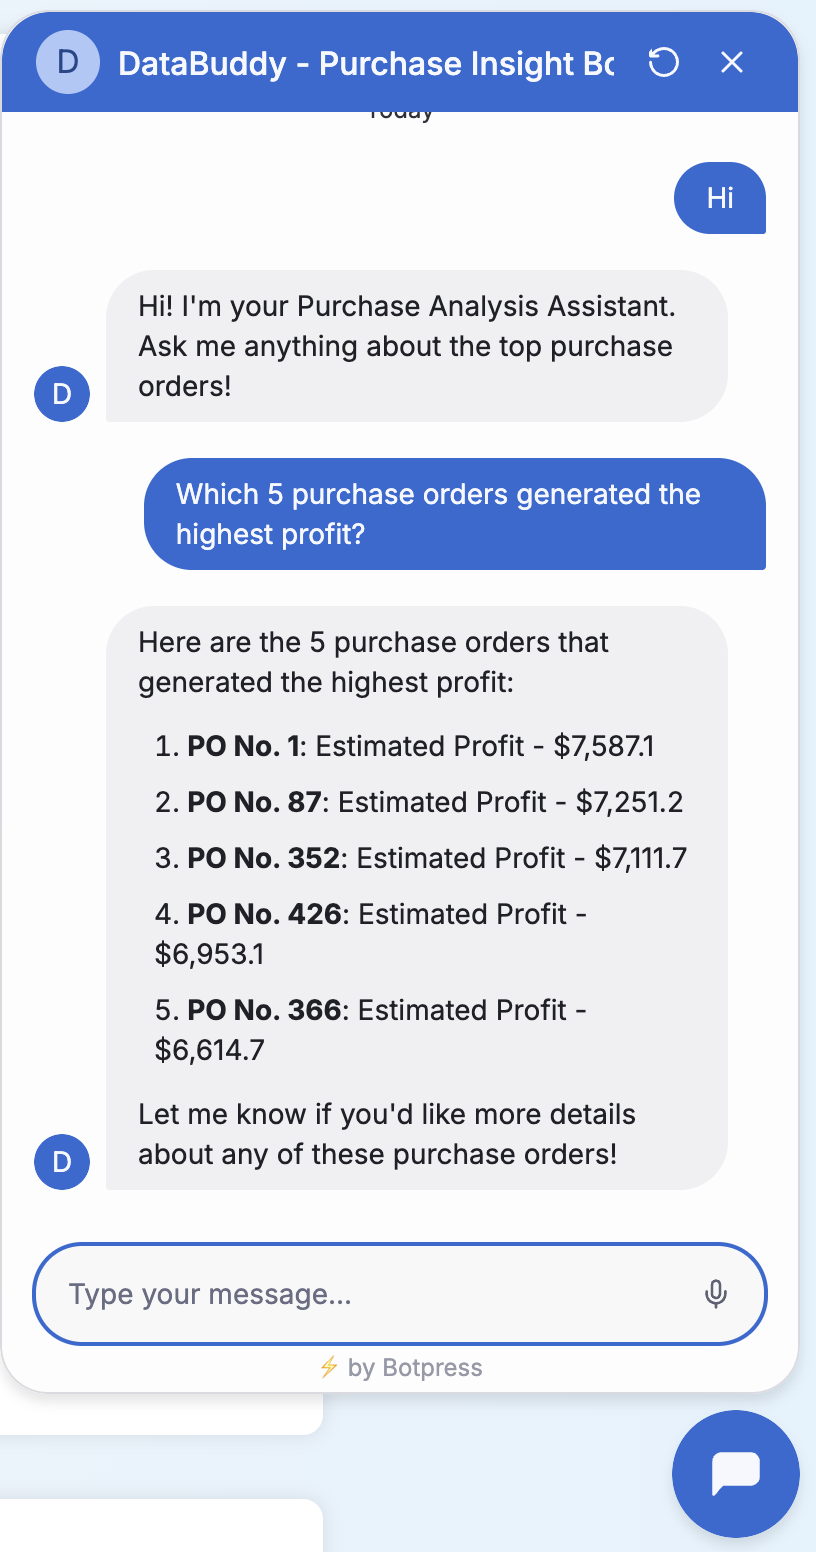 D
DataBuddy - Purchase Insight Bo
Today
Hi
Hi! I'm your Purchase Analysis Assistant.
Ask me anything about the top purchase
orders!
D
Which 5 purchase orders generated the
highest profit?
Here are the 5 purchase orders that
generated the highest profit:
1. PO No. 1: Estimated Profit - $7,587.1
2. PO No. 87: Estimated Profit - $7,251.2
3. PO No. 352: Estimated Profit - $7,111.7
4. PO No. 426: Estimated Profit -
$6,953.1
5. PO No. 366: Estimated Profit -
$6,614.7
Let me know if you'd like more details
about any of these purchase orders!
D
Type your message...
⚡ by Botpress